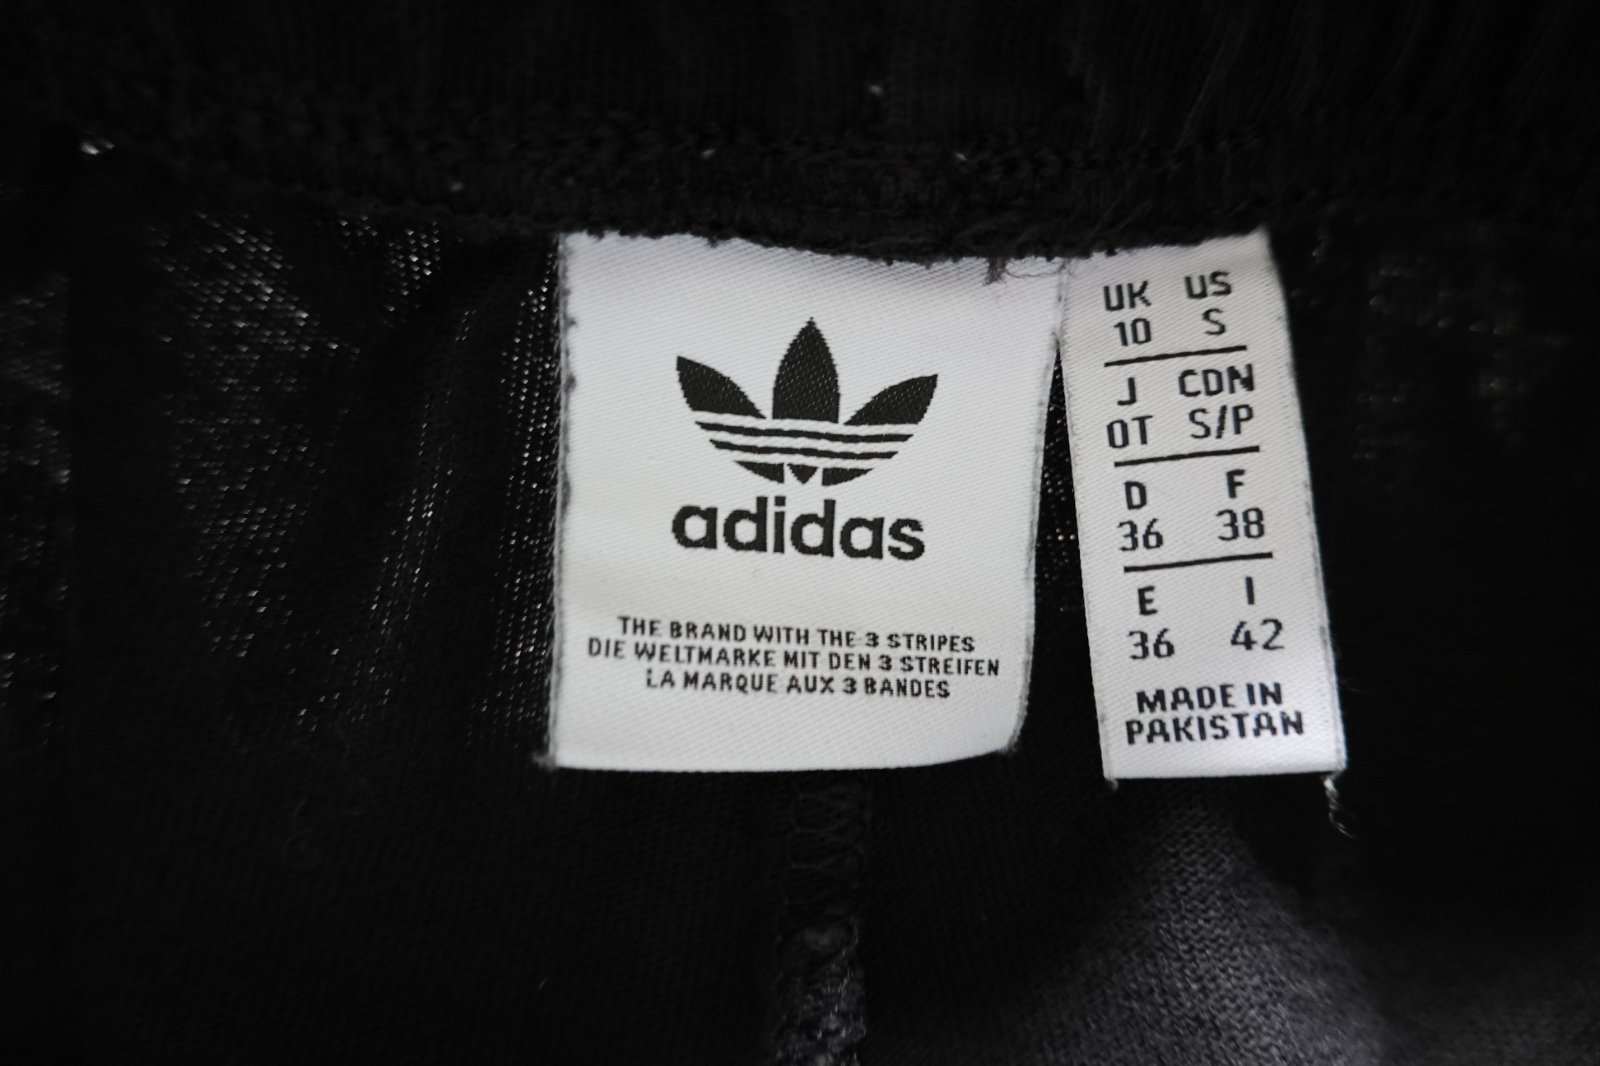 adidas
THE BRAND WITH THE 3 STRIPES
DIE WELTMARKE MIT DEN 3 STREIFEN
LA MARQUE AUX 3 BANDES
UK US
10 S
J CDN
OT S/P
D F
36 38
E I
36 42
MADE IN
PAKISTAN